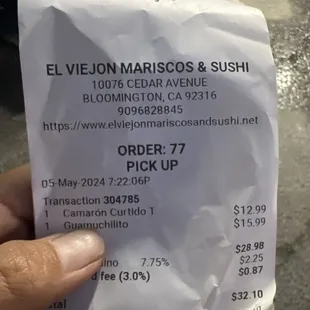 EL VIEJON MARISCOS & SUSHI
10076 CEDAR AVENUE
BLOOMINGTON, CA 92316
9096828845
https://www.elviejonmariscosandsushi.net
ORDER: 77
PICK UP
05-May-2024 7:22:06P
Transaction 304785
1 Camarón Curtido T $12.99
1 Guamuchilito $15.99
$28.98
7.75% $2.25
fee (3.0%) $0.87
$32.10